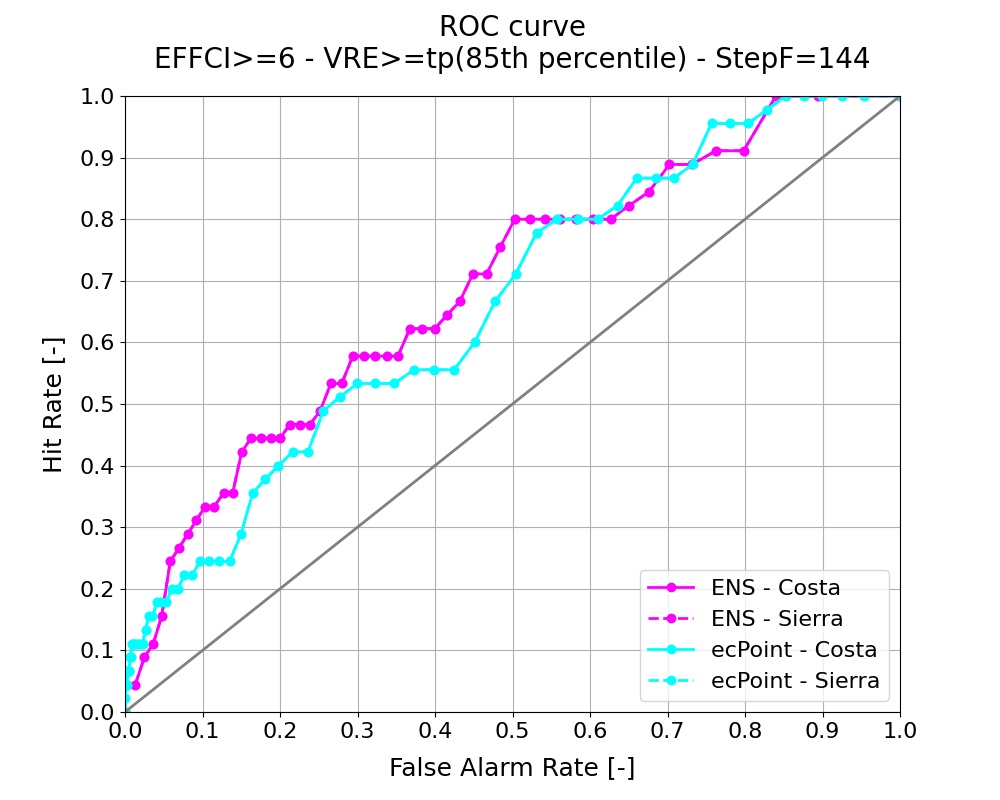 ROC curve
EFFCI>=6 - VRE>=tp(85th percentile) - StepF=144
1.0
0.9
0.8
0.7
0.6
0.5
0.4
0.3
0.2
0.1
0.0
Hit Rate [-]
ENS - Costa
ENS - Sierra
ecPoint - Costa
ecPoint - Sierra
0.0 0.1 0.2 0.3 0.4 0.5 0.6 0.7 0.8 0.9 1.0
False Alarm Rate [-]